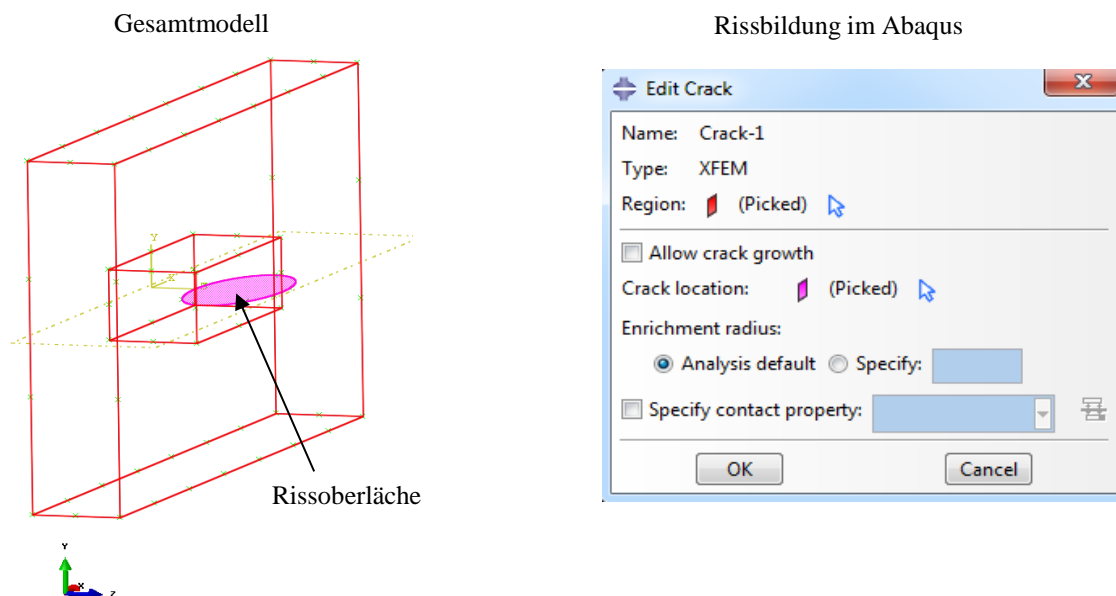 Gesamtmodell
Rissbildung im Abaqus
Edit Crack
Name: Crack-1
Type: XFEM
Region: (Picked)
Allow crack growth
Crack location: (Picked)
Enrichment radius:
Analysis default Specify:
Specify contact property:
OK Cancel
Y
X
Rissoberläche
Y
X
Z